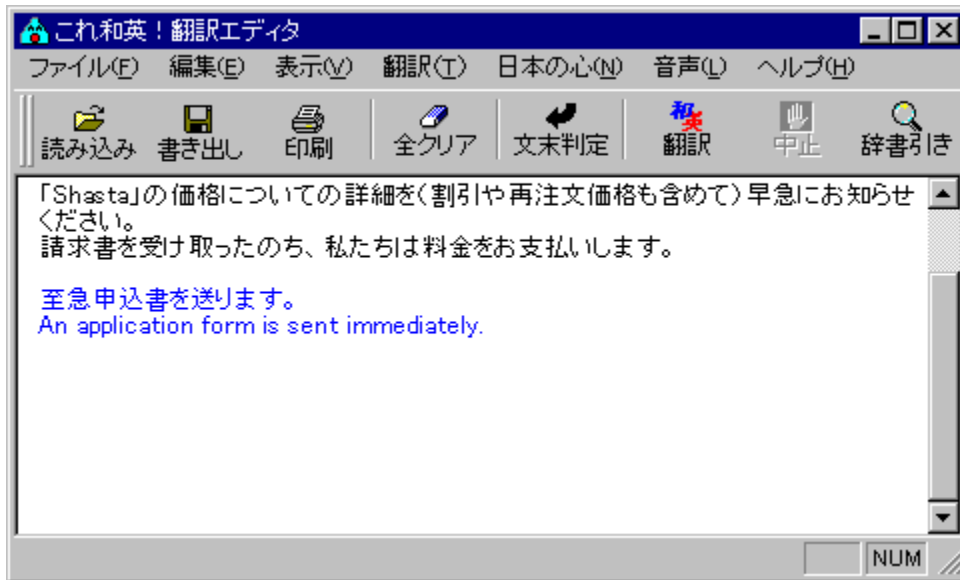 これ和英！翻訳エディタ
ファイル(F) 編集(E) 表示(V) 翻訳(T) 日本の心(N) 音声(L) ヘルプ(H)
読み込み 書き出し 印刷 全クリア 文末判定 和英 翻訳 中止 辞書引き
「Shasta」の価格についての詳細を(割引や再注文価格も含めて)早急にお知らせ
ください。
請求書を受け取ったのち、私たちは料金をお支払いします。
至急申込書を送ります。
An application form is sent immediately.
NUM